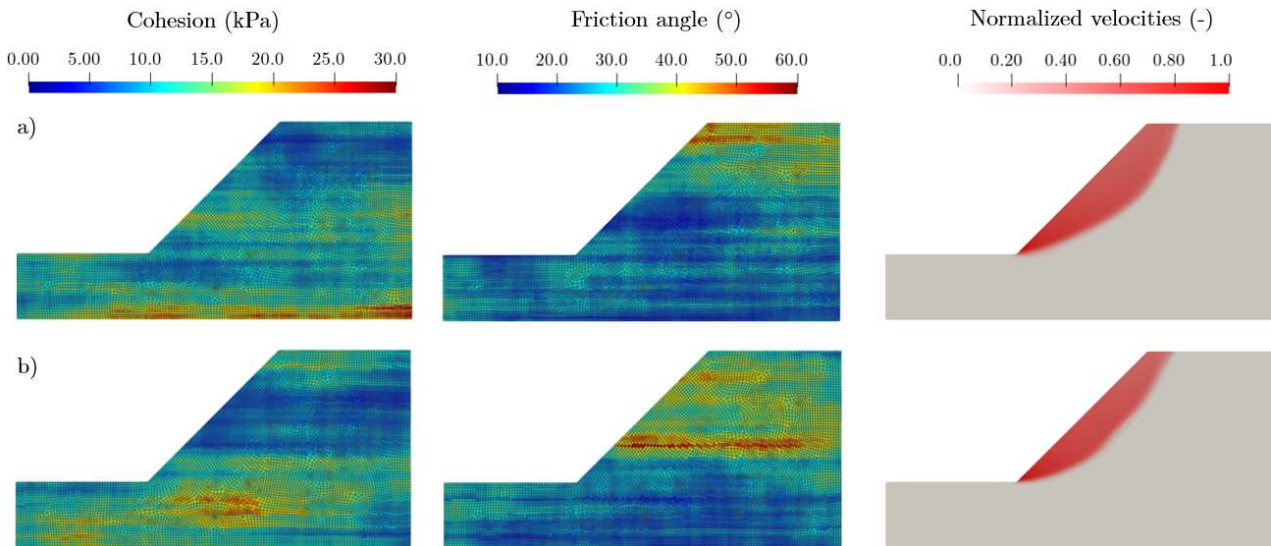 Cohesion (kPa) Friction angle (°) Normalized velocities (-)
0.00 5.00 10.0 15.0 20.0 25.0 30.0 10.0 20.0 30.0 40.0 50.0 60.0 0.0 0.20 0.40 0.60 0.80 1.0
a)
b)